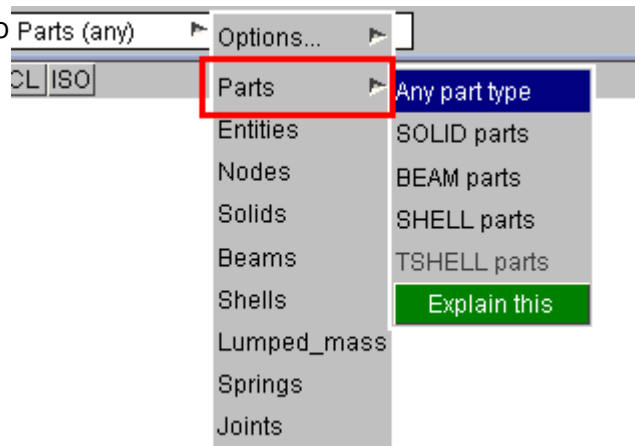 Parts (any)
Options...
CL ISO
Parts
Any part type
Entities
SOLID parts
Nodes
BEAM parts
Solids
SHELL parts
Beams
TSHELL parts
Shells
Explain this
Lumped_mass
Springs
Joints